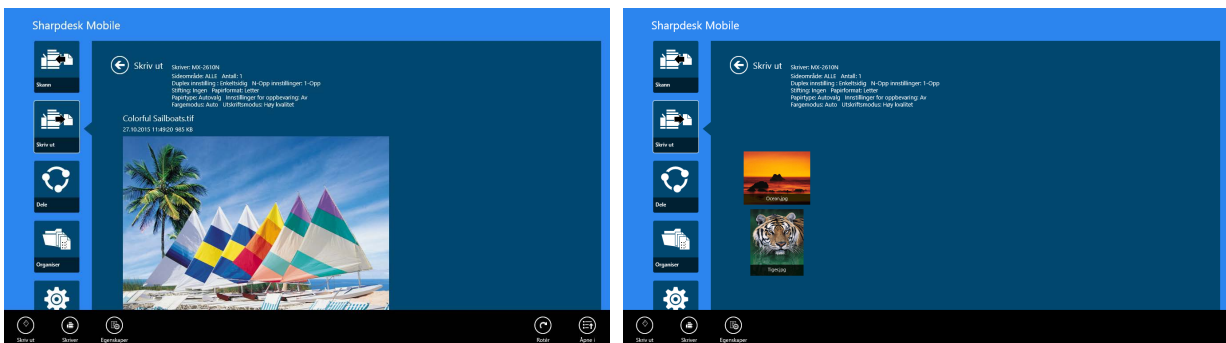 Sharpdesk Mobile
Skann
Skriv ut
Dele
Organiser
Skriv ut
Skriver: MX-2610N
Sideområde: ALLE Antall: 1
Duplex innstilling : Enkeltsidig N-Opp innstillinger: 1-Opp
Stifting: Ingen Papirformat: Letter
Papirtype: Autovalg Innstillinger for oppbevaring: Av
Fargemodus: Auto Utskriftsmodus: Høy kvalitet
Colorful Sailboats.tif
27.10.2015 11:49:20 985 KB
Skriv ut
Skriver
Egenskaper
Rotér
Åpne i
Sharpdesk Mobile
Skann
Skriv ut
Dele
Organiser
Skriv ut
Skriver: MX-2610N
Sideområde: ALLE Antall: 1
Duplex innstilling : Enkeltsidig N-Opp innstillinger: 1-Opp
Stifting: Ingen Papirformat: Letter
Papirtype: Autovalg Innstillinger for oppbevaring: Av
Fargemodus: Auto Utskriftsmodus: Høy kvalitet
Ocean.jpg
Tiger.jpg
Skriv ut
Skriver
Egenskaper